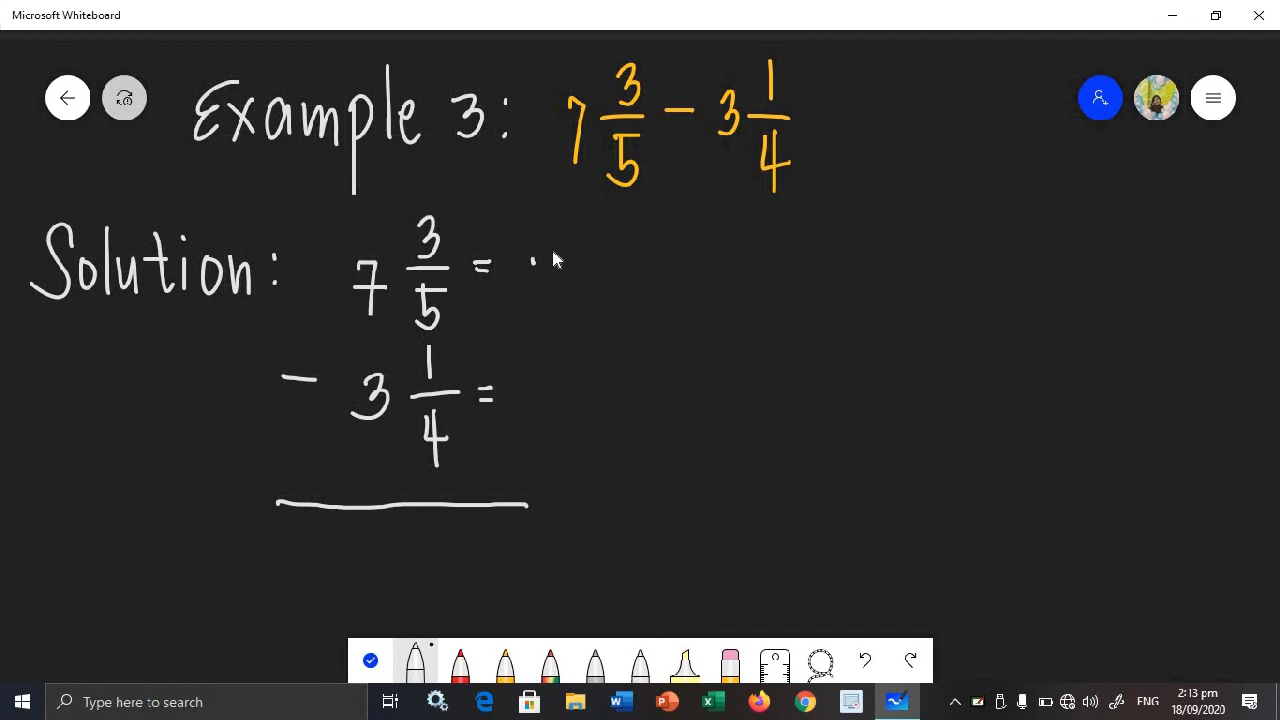 Microsoft Whiteboard
Example 3: 7 3/5 − 3 1/4
Solution: 7 3/5 =
− 3 1/4 =
Type here to search
ENG
2:13 pm
18/09/2020